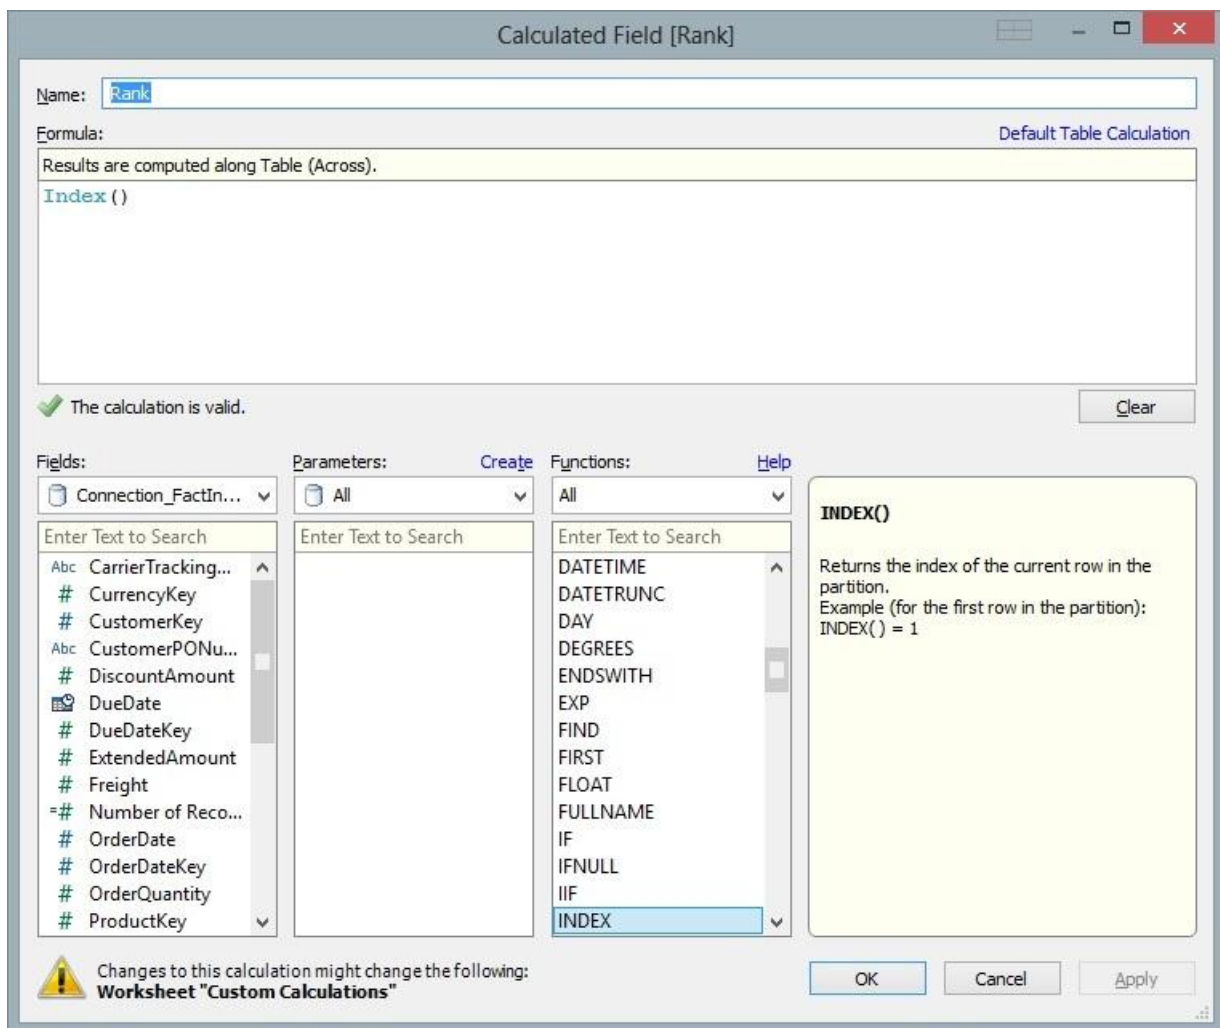 Calculated Field [Rank]
Name: Rank
Formula: Default Table Calculation
Results are computed along Table (Across).
Index()
The calculation is valid. Clear
Fields: Parameters: Create Functions: Help
Connection_FactIn... All All
Enter Text to Search Enter Text to Search Enter Text to Search
Abc CarrierTracking...
# CurrencyKey
# CustomerKey
Abc CustomerPONu...
# DiscountAmount
DueDate
# DueDateKey
# ExtendedAmount
# Freight
=# Number of Reco...
# OrderDate
# OrderDateKey
# OrderQuantity
# ProductKey
DATETIME
DATETRUNC
DAY
DEGREES
ENDSWITH
EXP
FIND
FIRST
FLOAT
FULLNAME
IF
IFNULL
IIF
INDEX
INDEX()
Returns the index of the current row in the
partition.
Example (for the first row in the partition):
INDEX( ) = 1
Changes to this calculation might change the following:
Worksheet "Custom Calculations"
OK Cancel Apply